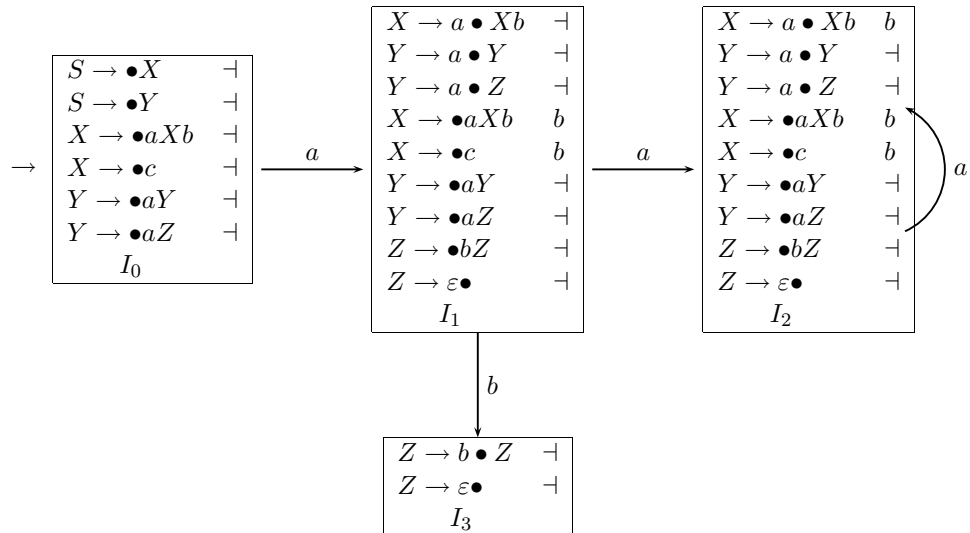 →
S → •X ⊣
S → •Y ⊣
X → •aXb ⊣
X → •c ⊣
Y → •aY ⊣
Y → •aZ ⊣
I₀
a
X → a • Xb ⊣
Y → a • Y ⊣
Y → a • Z ⊣
X → •aXb b
X → •c b
Y → •aY ⊣
Y → •aZ ⊣
Z → •bZ ⊣
Z → ε• ⊣
I₁
a
X → a • Xb b
Y → a • Y ⊣
Y → a • Z ⊣
X → •aXb b
X → •c b
Y → •aY ⊣
Y → •aZ ⊣
Z → •bZ ⊣
Z → ε• ⊣
I₂
a
b
Z → b • Z ⊣
Z → ε• ⊣
I₃